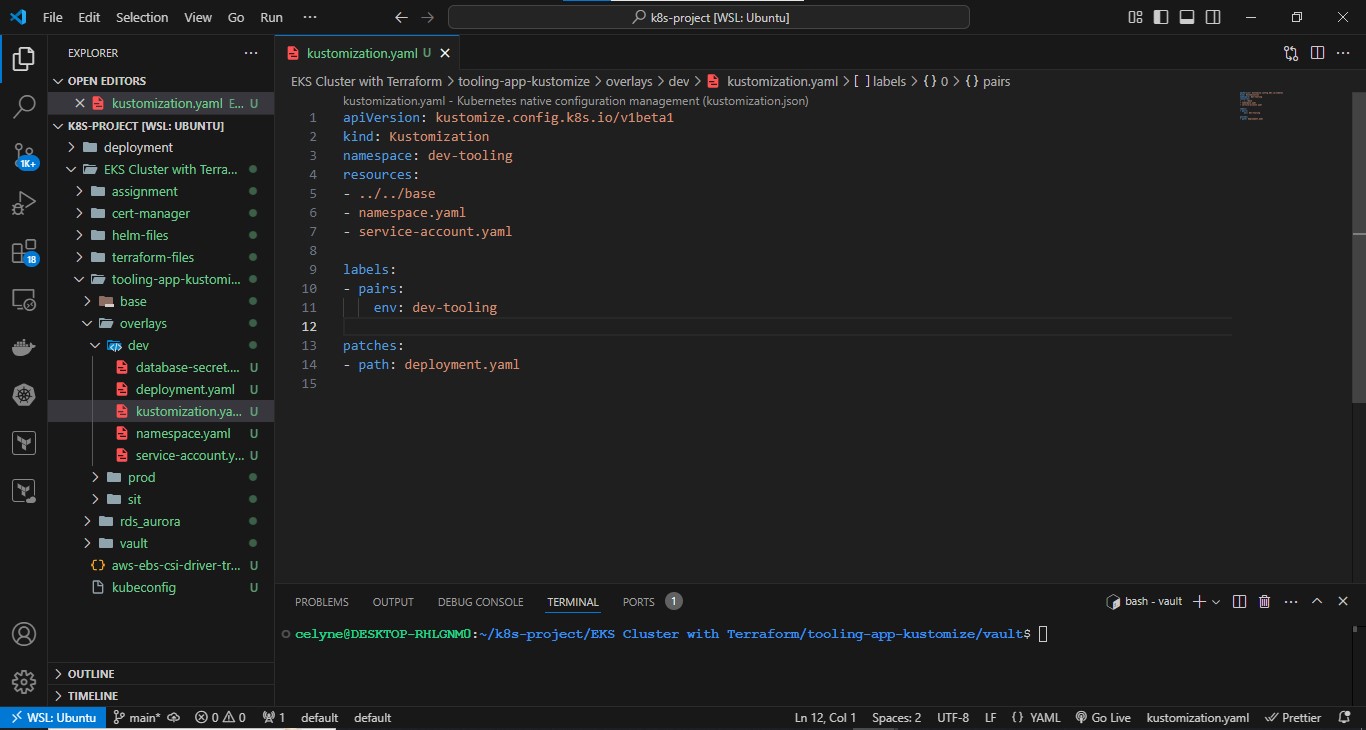 File Edit Selection View Go Run ··· k8s-project [WSL: Ubuntu]
EXPLORER ···
OPEN EDITORS
kustomization.yaml E... U
K8S-PROJECT [WSL: UBUNTU]
deployment
EKS Cluster with Terra...
assignment
cert-manager
helm-files
terraform-files
tooling-app-kustomi...
base
overlays
dev
database-secret.... U
deployment.yaml U
kustomization.ya... U
namespace.yaml U
service-account.y... U
prod
sit
rds_aurora
vault
aws-ebs-csi-driver-tr... U
kubeconfig U
OUTLINE
TIMELINE
1K+
18
kustomization.yaml U
EKS Cluster with Terraform > tooling-app-kustomize > overlays > dev > kustomization.yaml > [ ] labels > { } 0 > { } pairs
kustomization.yaml - Kubernetes native configuration management (kustomization.json)
1 apiVersion: kustomize.config.k8s.io/v1beta1
2 kind: Kustomization
3 namespace: dev-tooling
4 resources:
5 - ../../base
6 - namespace.yaml
7 - service-account.yaml
8
9 labels:
10 - pairs:
11 env: dev-tooling
12
13 patches:
14 - path: deployment.yaml
15
PROBLEMS OUTPUT DEBUG CONSOLE TERMINAL PORTS 1 bash - vault
celyne@DESKTOP-RHLGNM0:~/k8s-project/EKS Cluster with Terraform/tooling-app-kustomize/vault$
WSL: Ubuntu main* 0 0 1 default default Ln 12, Col 1 Spaces: 2 UTF-8 LF { } YAML Go Live kustomization.yaml Prettier